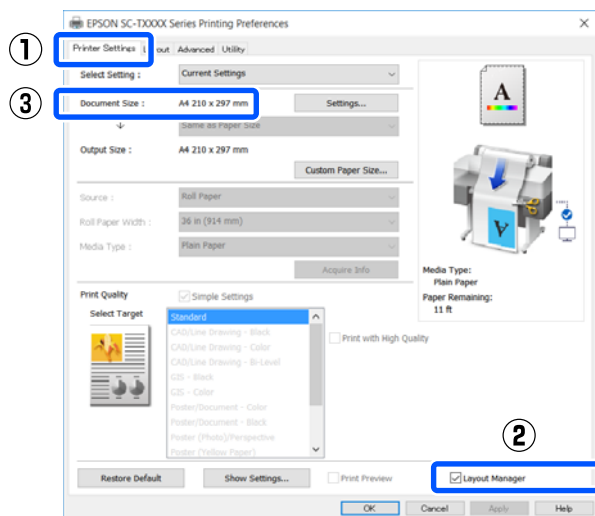 EPSON SC-TXXXX Series Printing Preferences
①
Printer Settings Layout Advanced Utility
Select Setting : Current Settings
③
Document Size : A4 210 x 297 mm Settings...
Same as Paper Size
Output Size : A4 210 x 297 mm
Custom Paper Size...
Source : Roll Paper
Roll Paper Width : 36 in (914 mm)
Media Type : Plain Paper
Acquire Info
A
A
Media Type:
Plain Paper
Paper Remaining:
11 ft
Print Quality Simple Settings
Select Target
Standard
CAD/Line Drawing - Black
CAD/Line Drawing - Color
CAD/Line Drawing - Bi-Level
GIS - Black
GIS - Color
Poster/Document - Color
Poster/Document - Black
Poster (Photo)/Perspective
Poster (Yellow Paper)
Print with High Quality
②
Restore Default Show Settings... Print Preview Layout Manager
OK Cancel Apply Help